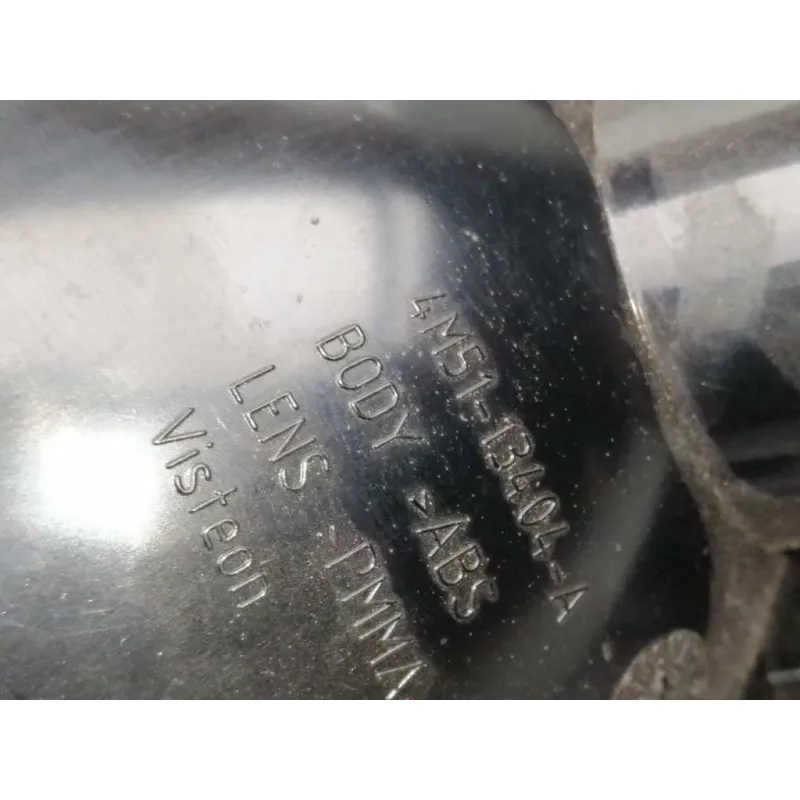 4M51-13404-A
BODY >ABS
LENS >PMMA
Visteon